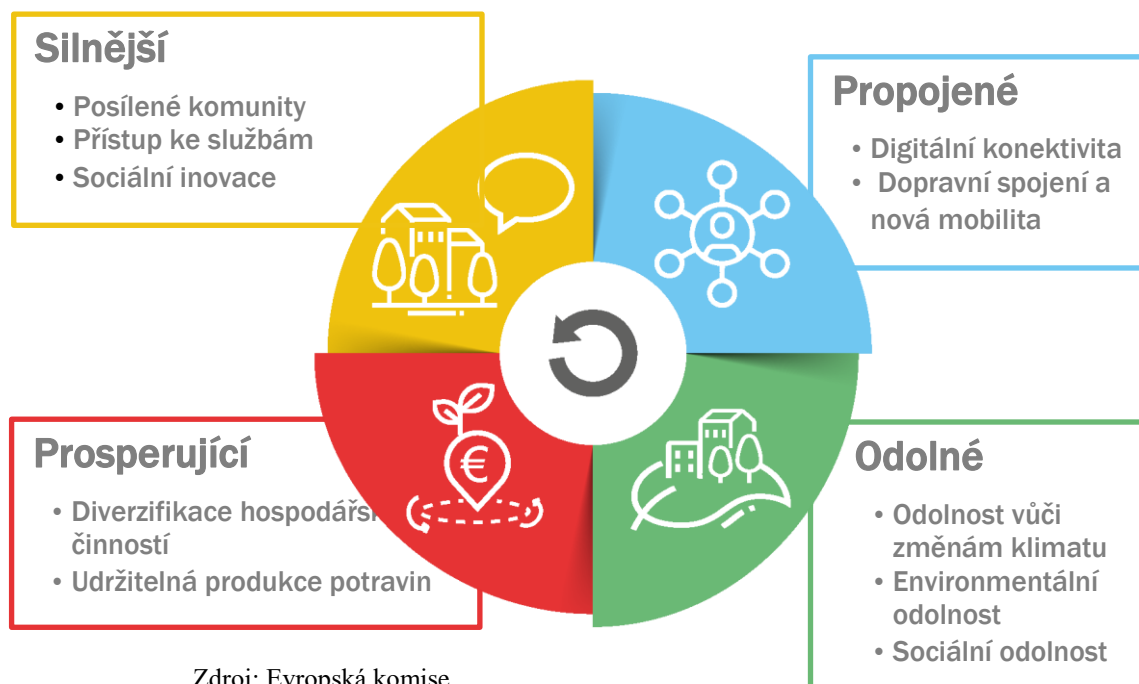 Silnější
• Posílené komunity
• Přístup ke službám
• Sociální inovace
Propojené
• Digitální konektivita
• Dopravní spojení a
nová mobilita
Prosperující
• Diverzifikace
činností
• Udržitelná produkce potravin
€
Odolné
• Odolnost vůči
změnám klimatu
• Environmentální
odolnost
• Sociální odolnost
Zdroj: Evropská komise